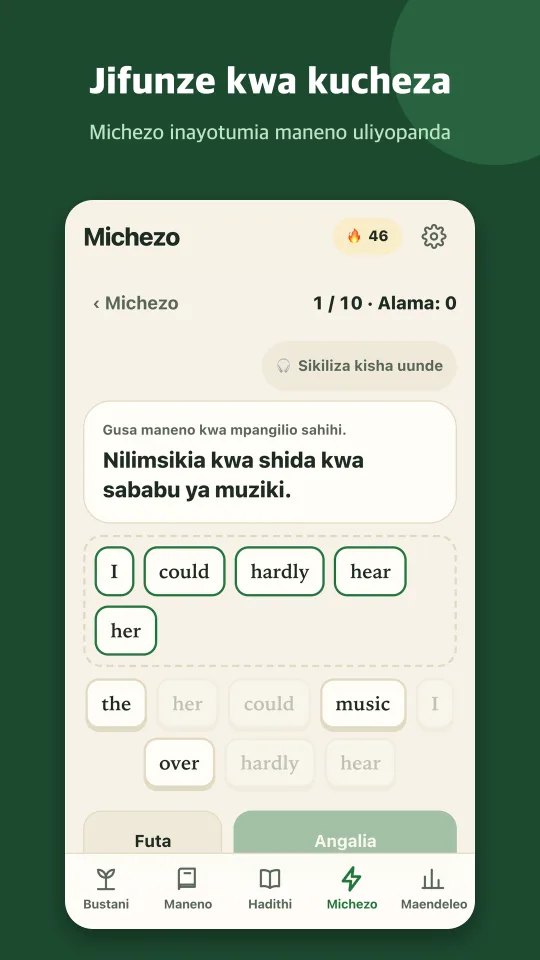 Jifunze kwa kucheza
Michezo inayotumia maneno uliyopanda
Michezo
🔥 46
‹ Michezo
1 / 10 · Alama: 0
🎧 Sikiliza kisha uunde
Gusa maneno kwa mpangilio sahihi.
Nilimsikia kwa shida kwa
sababu ya muziki.
I could hardly hear
her
the her could music I
over hardly hear
Futa Angalia
Bustani Maneno Hadithi Michezo Maendeleo